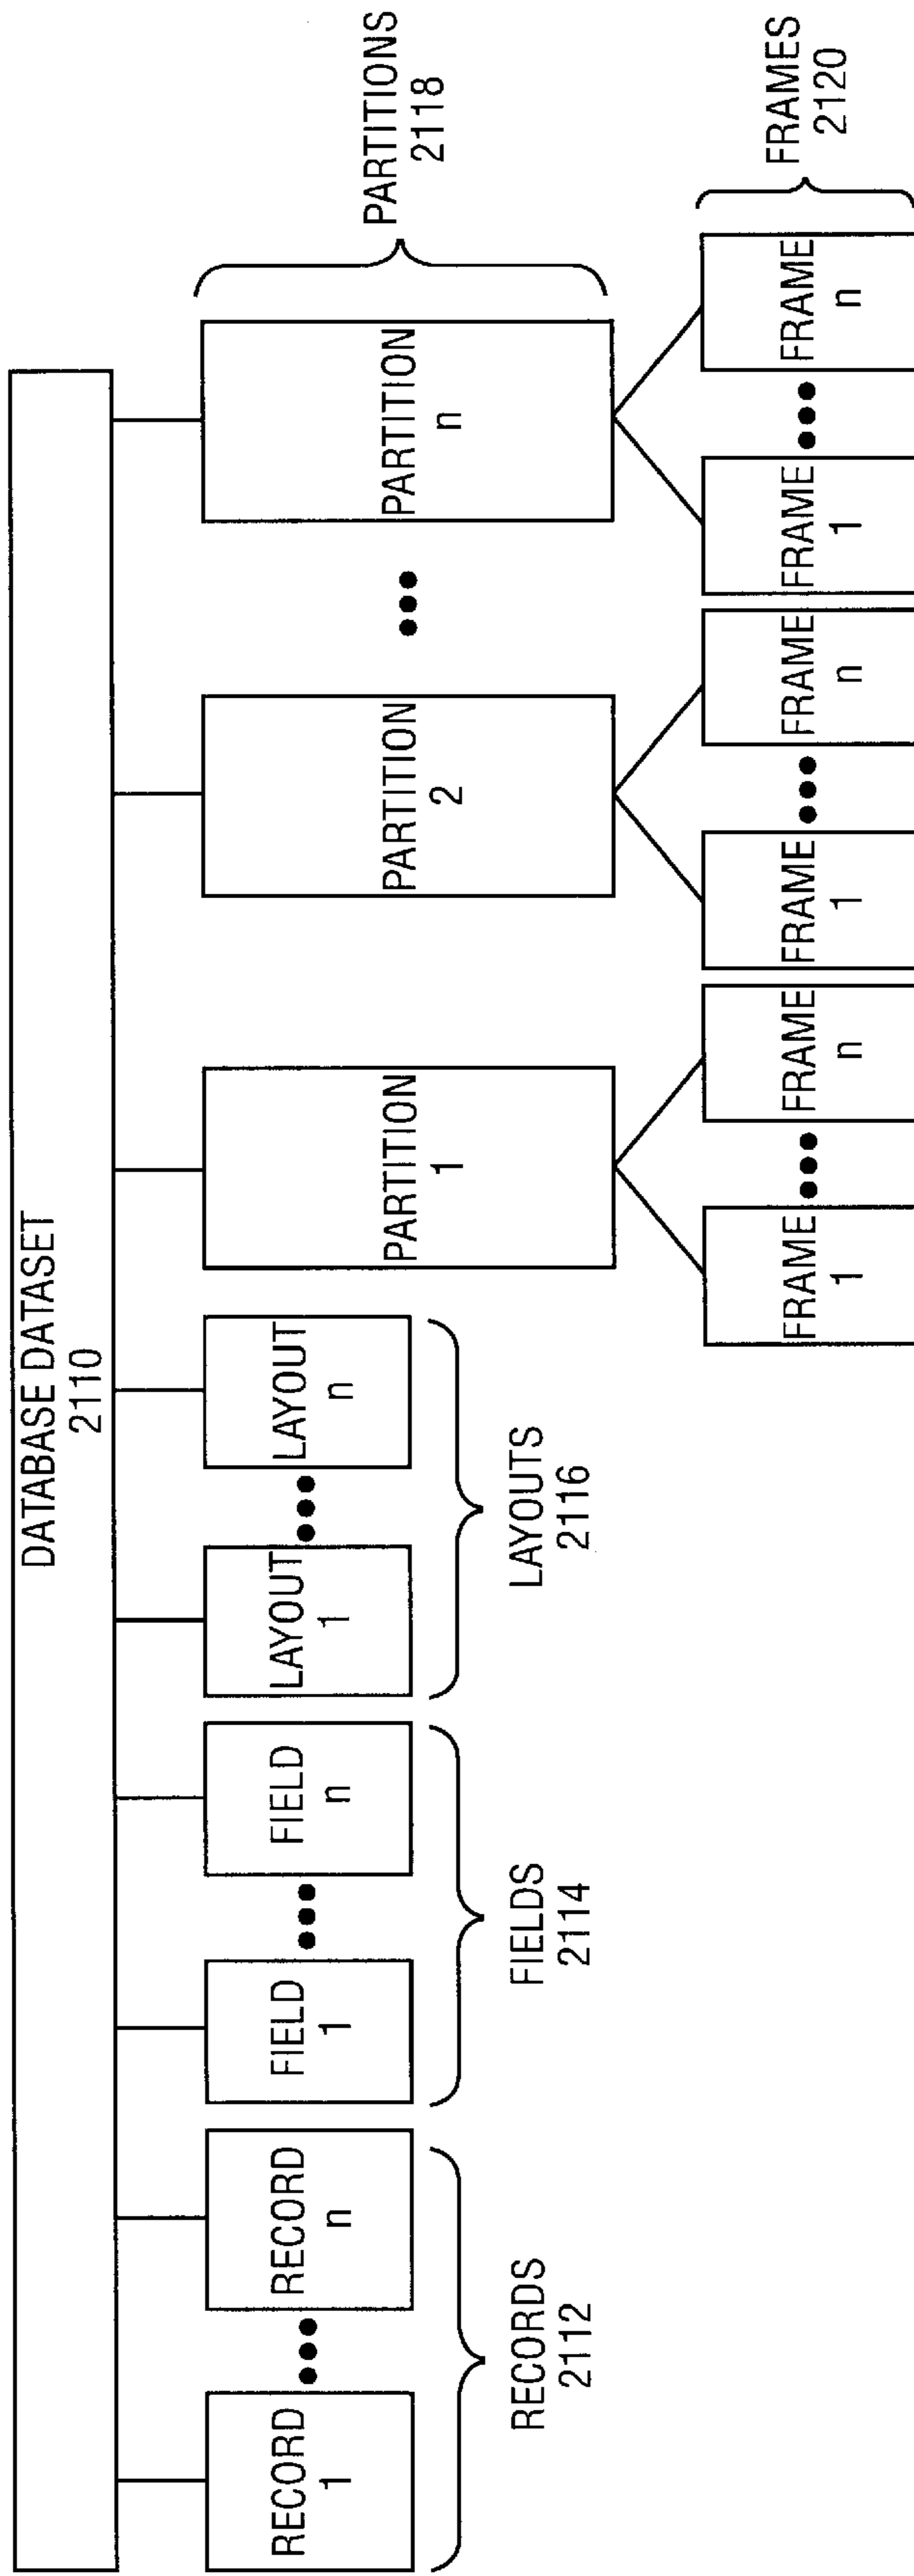 DATABASE DATASET
2110
RECORD
1
RECORD
n
FIELD
1
FIELD
n
LAYOUT
1
LAYOUT
n
PARTITION
1
PARTITION
2
PARTITION
n
PARTITIONS
2118
RECORDS
2112
FIELDS
2114
LAYOUTS
2116
FRAME
1
FRAME
n
FRAME
1
FRAME
n
FRAME
1
FRAME
n
FRAMES
2120